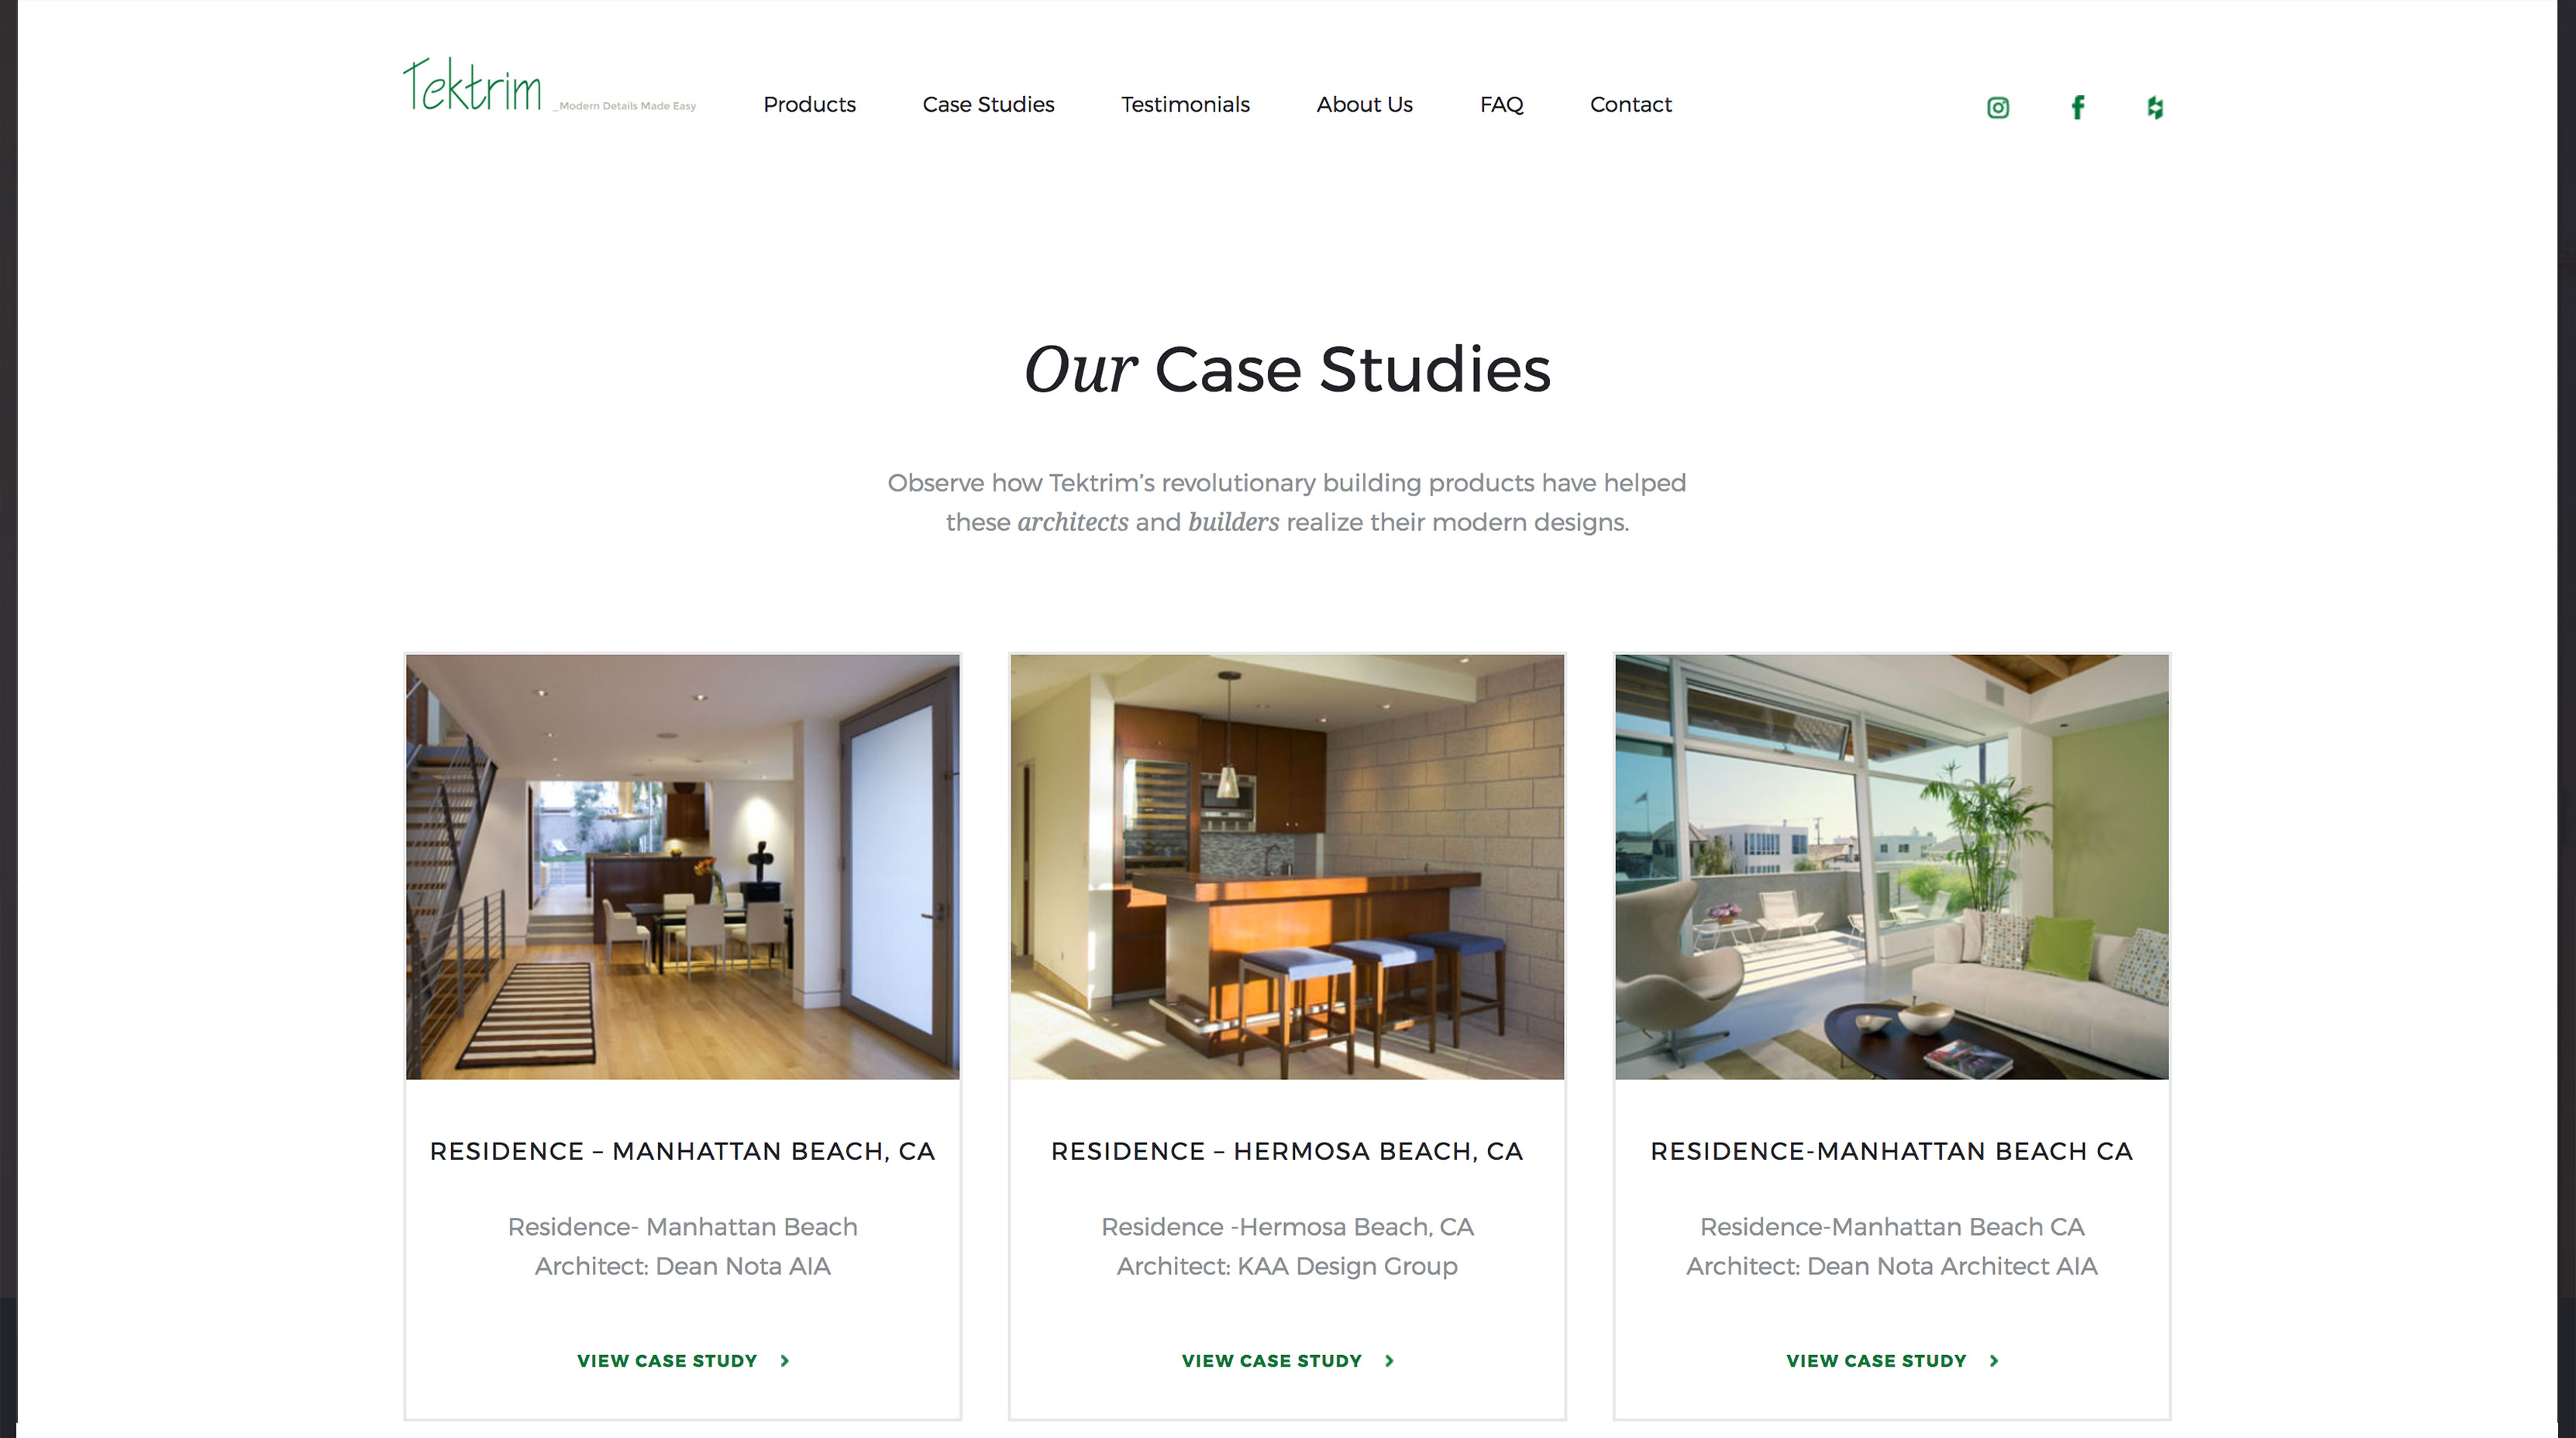 Tektrim _Modern Details Made Easy
Products Case Studies Testimonials About Us FAQ Contact
Our Case Studies
Observe how Tektrim’s revolutionary building products have helped
these architects and builders realize their modern designs.
RESIDENCE – MANHATTAN BEACH, CA
Residence- Manhattan Beach
Architect: Dean Nota AIA
VIEW CASE STUDY
RESIDENCE – HERMOSA BEACH, CA
Residence -Hermosa Beach, CA
Architect: KAA Design Group
VIEW CASE STUDY
RESIDENCE-MANHATTAN BEACH CA
Residence-Manhattan Beach CA
Architect: Dean Nota Architect AIA
VIEW CASE STUDY